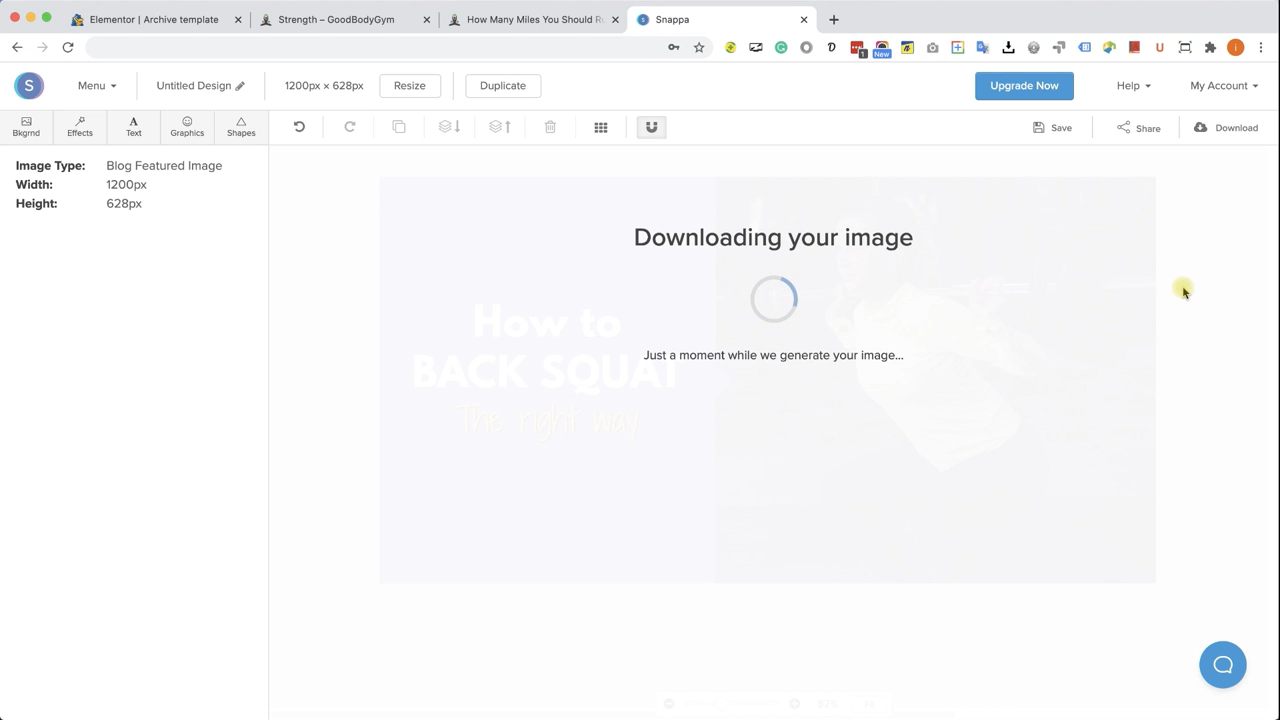 Elementor | Archive template
Strength – GoodBodyGym
How Many Miles You Should R
Snappa
New
1
S
Menu
Untitled Design
1200px × 628px
Resize
Duplicate
Upgrade Now
Help
My Account
Bkgrnd
Effects
Text
Graphics
Shapes
Save
Share
Download
Image Type: Blog Featured Image
Width: 1200px
Height: 628px
Downloading your image
Just a moment while we generate your image...
How to
BACK SQUAT
The right way